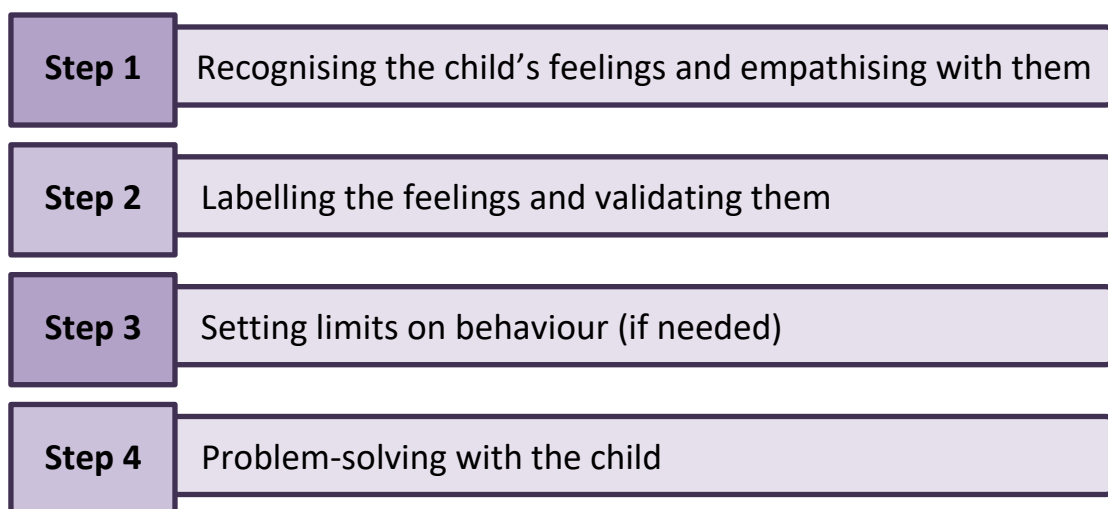 Step 1 Recognising the child’s feelings and empathising with them
Step 2 Labelling the feelings and validating them
Step 3 Setting limits on behaviour (if needed)
Step 4 Problem-solving with the child